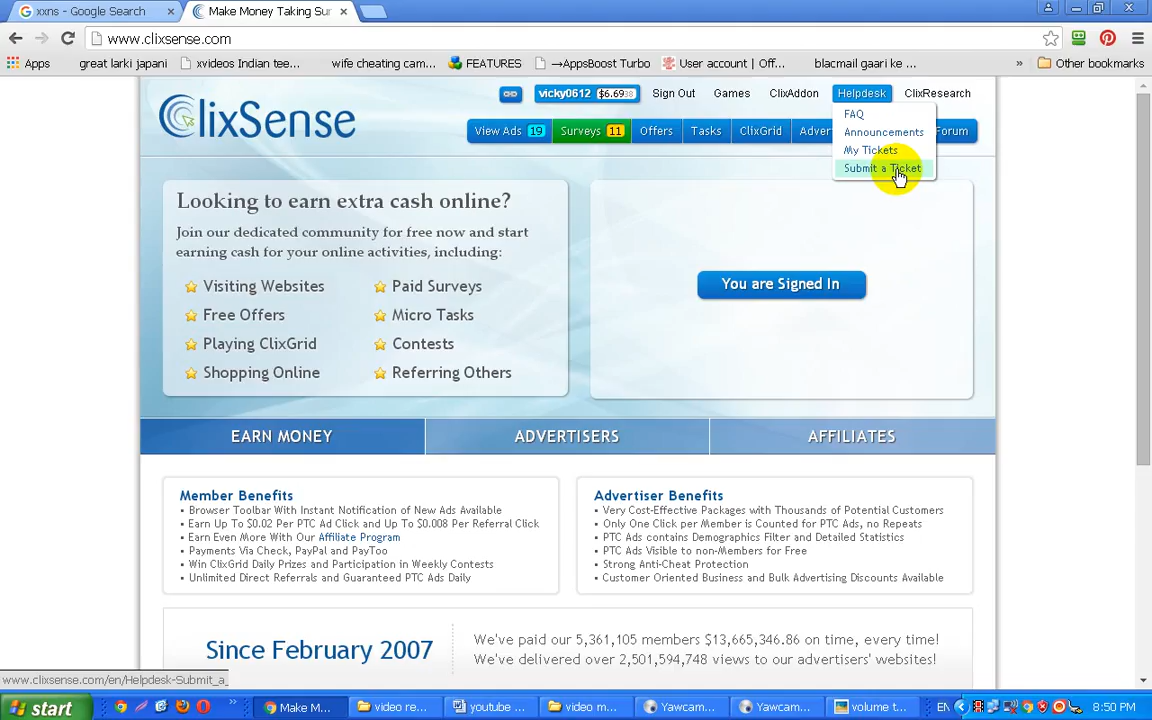 xxns - Google Search
Make Money Taking Sur
www.clixsense.com
Apps great larki japani xvideos Indian tee... wife cheating cam... FEATURES →AppsBoost Turbo User account | Off... blacmail gaari ke ... » Other bookmarks
ClixSense
vicky0612 $6.6938 Sign Out Games ClixAddon Helpdesk ClixResearch
View Ads 19 Surveys 11 Offers Tasks ClixGrid Adver Forum
FAQ
Announcements
My Tickets
Submit a Ticket
Looking to earn extra cash online?
Join our dedicated community for free now and start
earning cash for your online activities, including:
Visiting Websites Paid Surveys
Free Offers Micro Tasks
Playing ClixGrid Contests
Shopping Online Referring Others
You are Signed In
EARN MONEY ADVERTISERS AFFILIATES
Member Benefits
▪ Browser Toolbar With Instant Notification of New Ads Available
▪ Earn Up To $0.02 Per PTC Ad Click and Up To $0.008 Per Referral Click
▪ Earn Even More With Our Affiliate Program
▪ Payments Via Check, PayPal and PayToo
▪ Win ClixGrid Daily Prizes and Participation in Weekly Contests
▪ Unlimited Direct Referrals and Guaranteed PTC Ads Daily
Advertiser Benefits
▪ Very Cost-Effective Packages with Thousands of Potential Customers
▪ Only One Click per Member is Counted for PTC Ads, no Repeats
▪ PTC Ads contains Demographics Filter and Detailed Statistics
▪ PTC Ads Visible to non-Members for Free
▪ Strong Anti-Cheat Protection
▪ Customer Oriented Business and Bulk Advertising Discounts Available
Since February 2007
We've paid our 5,361,105 members $13,665,346.86 on time, every time!
We've delivered over 2,501,594,748 views to our advertisers' websites!
www.clixsense.com/en/Helpdesk-Submit_a_
start Make M... video re... youtube ... video m... Yawcam... Yawcam... volume t... EN 8:50 PM